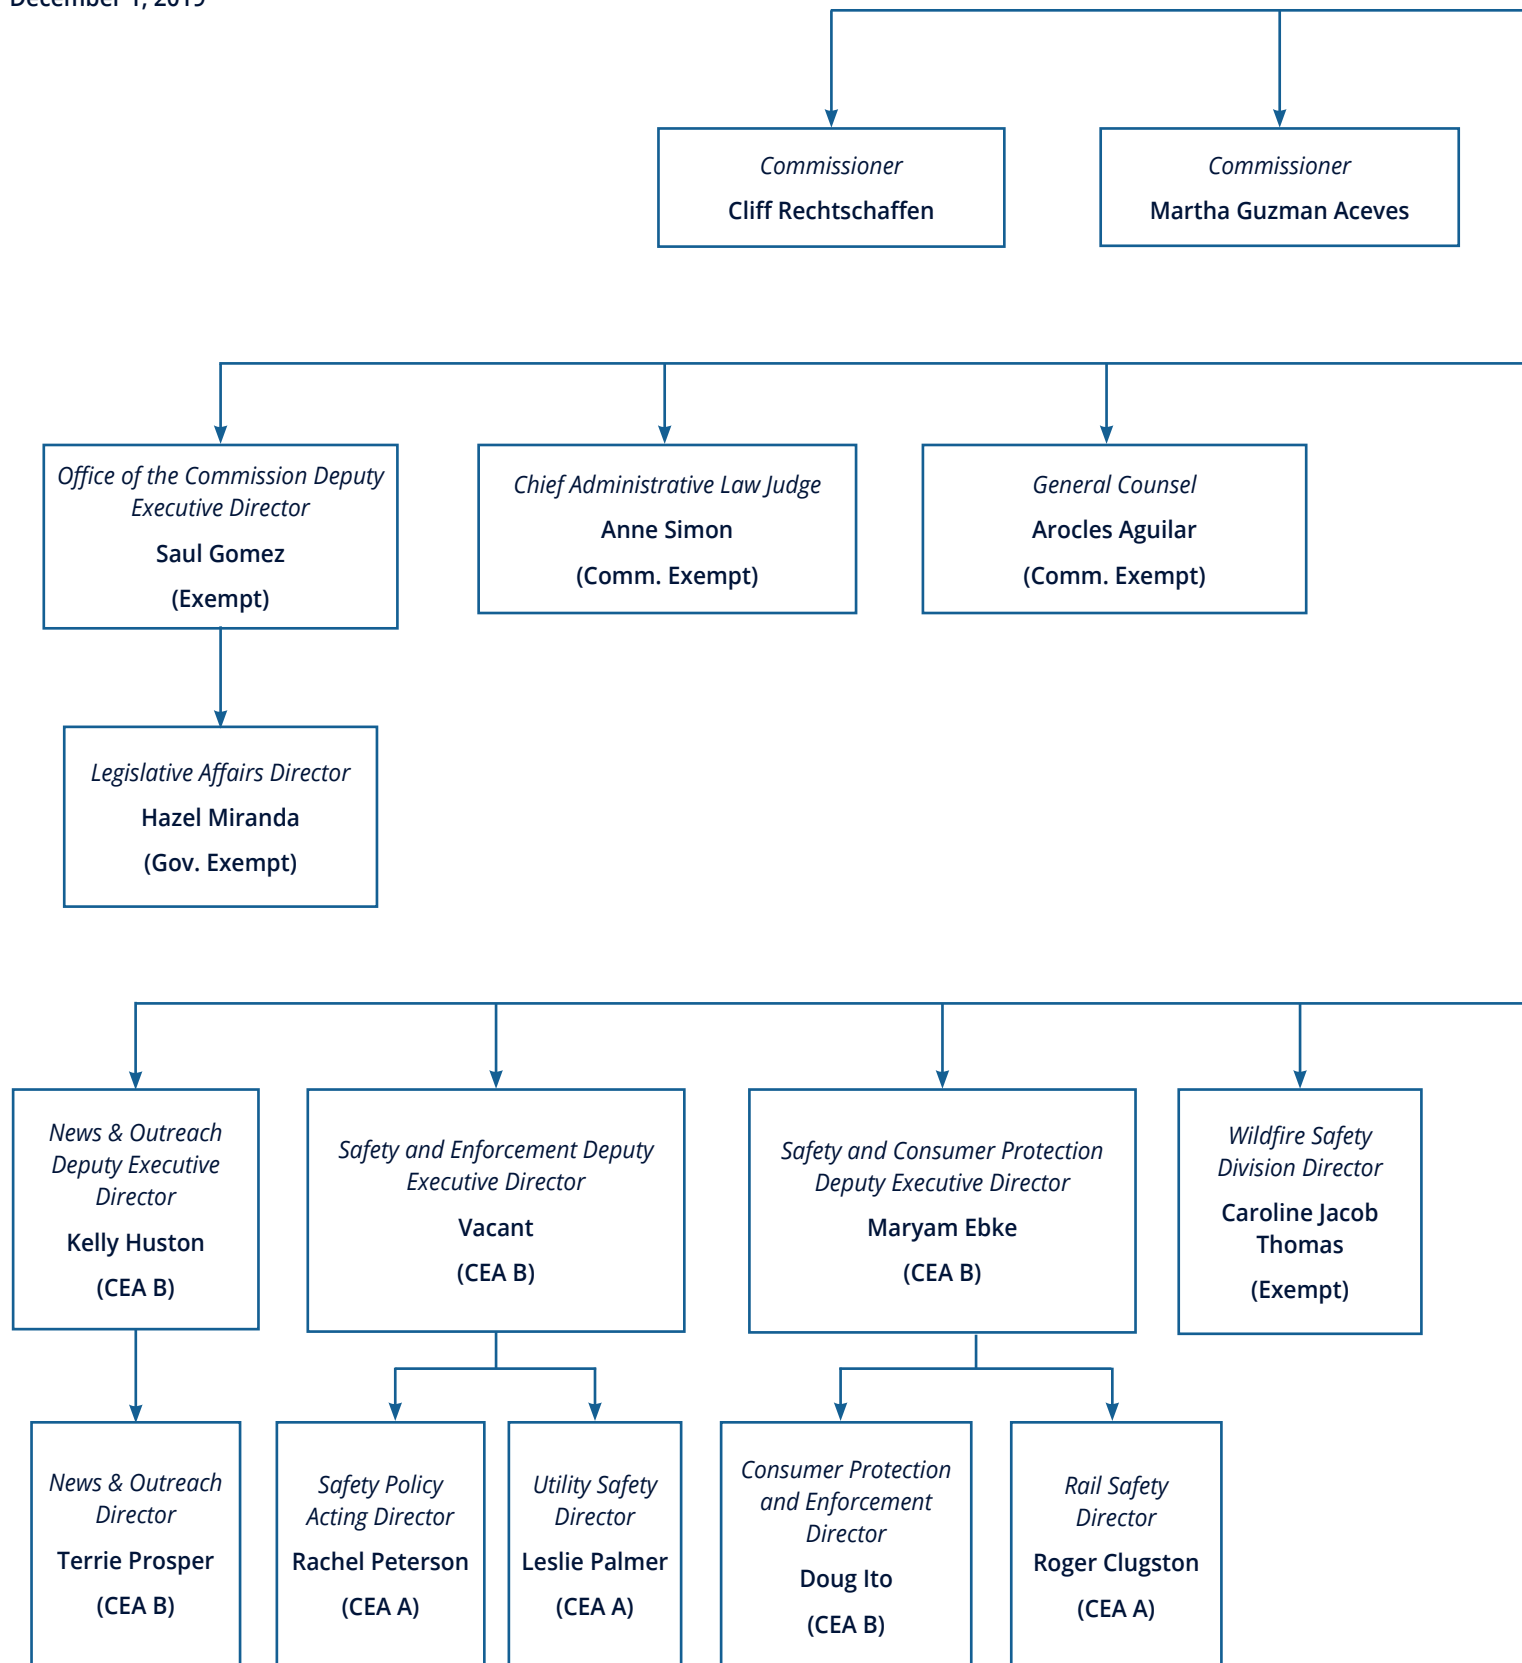 December 1, 2019
Commissioner
Cliff Rechtschaffen
Commissioner
Martha Guzman Aceves
Office of the Commission Deputy
Executive Director
Saul Gomez
(Exempt)
Chief Administrative Law Judge
Anne Simon
(Comm. Exempt)
General Counsel
Arocles Aguilar
(Comm. Exempt)
Legislative Affairs Director
Hazel Miranda
(Gov. Exempt)
News & Outreach
Deputy Executive
Director
Kelly Huston
(CEA B)
Safety and Enforcement Deputy
Executive Director
Vacant
(CEA B)
Safety and Consumer Protection
Deputy Executive Director
Maryam Ebke
(CEA B)
Wildfire Safety
Division Director
Caroline Jacob
Thomas
(Exempt)
News & Outreach
Director
Terrie Prosper
(CEA B)
Safety Policy
Acting Director
Rachel Peterson
(CEA A)
Utility Safety
Director
Leslie Palmer
(CEA A)
Consumer Protection
and Enforcement
Director
Doug Ito
(CEA B)
Rail Safety
Director
Roger Clugston
(CEA A)